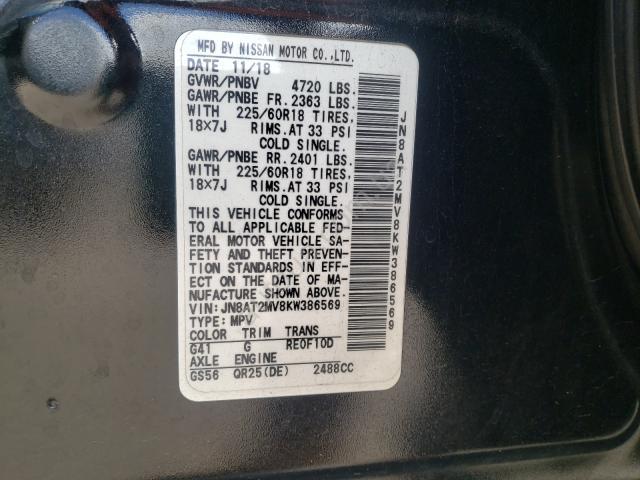 MFD BY NISSAN MOTOR CO.,LTD.
DATE 11/18
GVWR/PNBV 4720 LBS.
GAWR/PNBE FR. 2363 LBS.
WITH 225/60R18 TIRES,
18X7J RIMS.AT 33 PSI
COLD SINGLE.
GAWR/PNBE RR. 2401 LBS.
WITH 225/60R18 TIRES,
18X7J RIMS.AT 33 PSI
COLD SINGLE.
THIS VEHICLE CONFORMS
TO ALL APPLICABLE FED-
ERAL MOTOR VEHICLE SA-
FETY AND THEFT PREVEN-
TION STANDARDS IN EFF-
ECT ON THE DATE OF MA-
NUFACTURE SHOWN ABOVE.
VIN:JN8AT2MV8KW386569
TYPE: MPV
COLOR TRIM TRANS
G41 G RE0F10D
AXLE ENGINE
GS56 QR25(DE) 2488CC
JN8AT2MV8KW386569